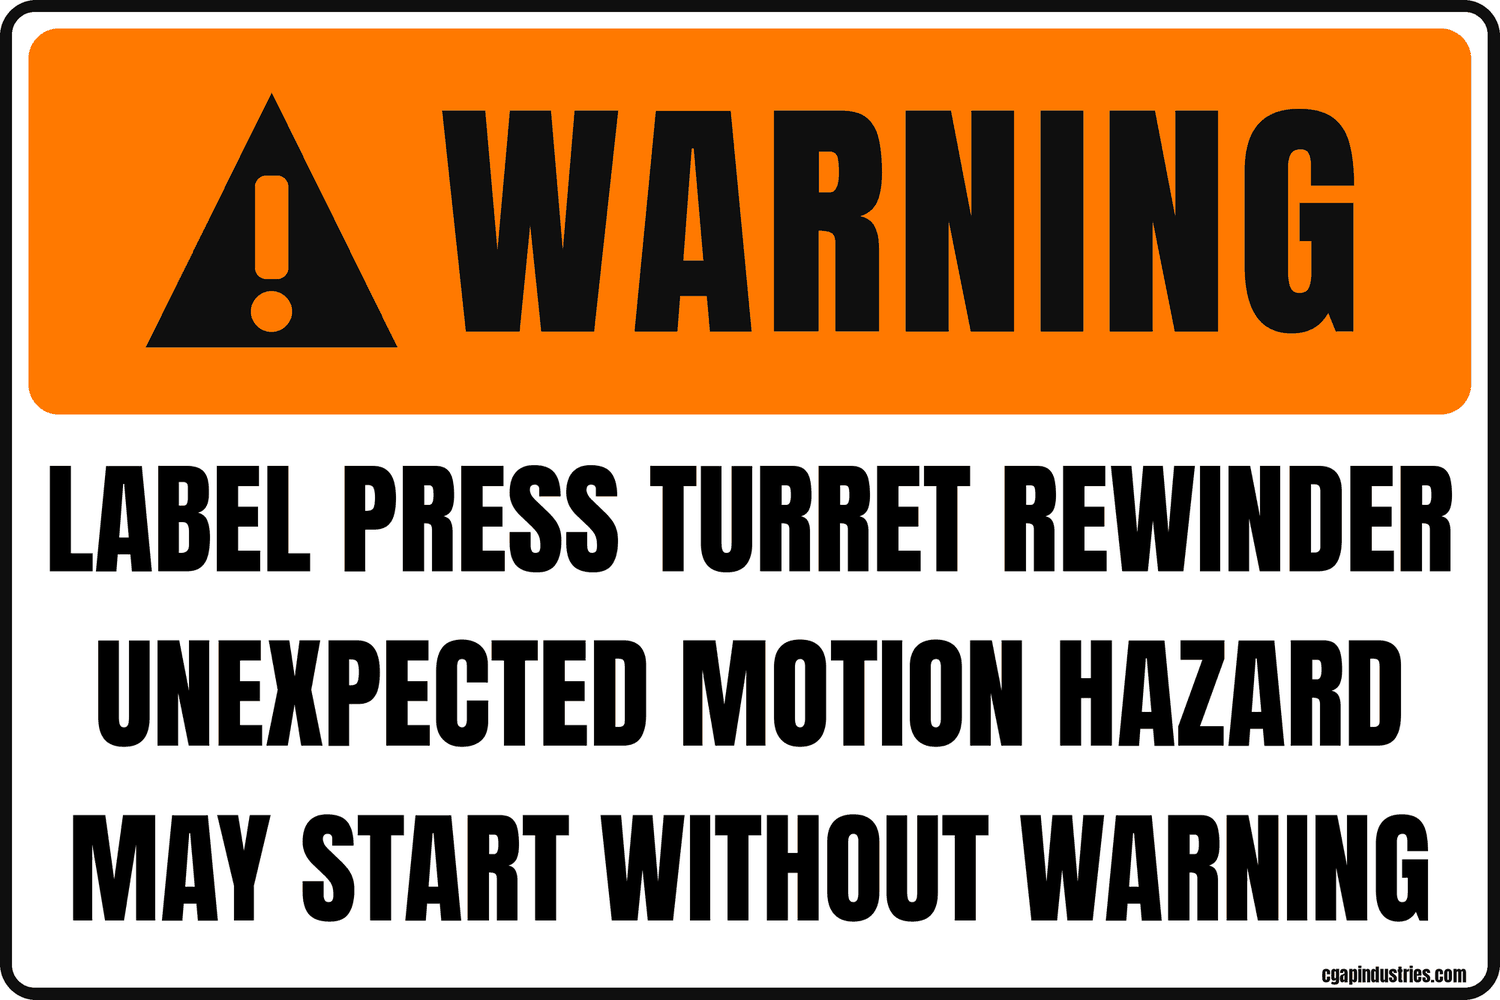 WARNING
LABEL PRESS TURRET REWINDER
UNEXPECTED MOTION HAZARD
MAY START WITHOUT WARNING
cgapindustries.com